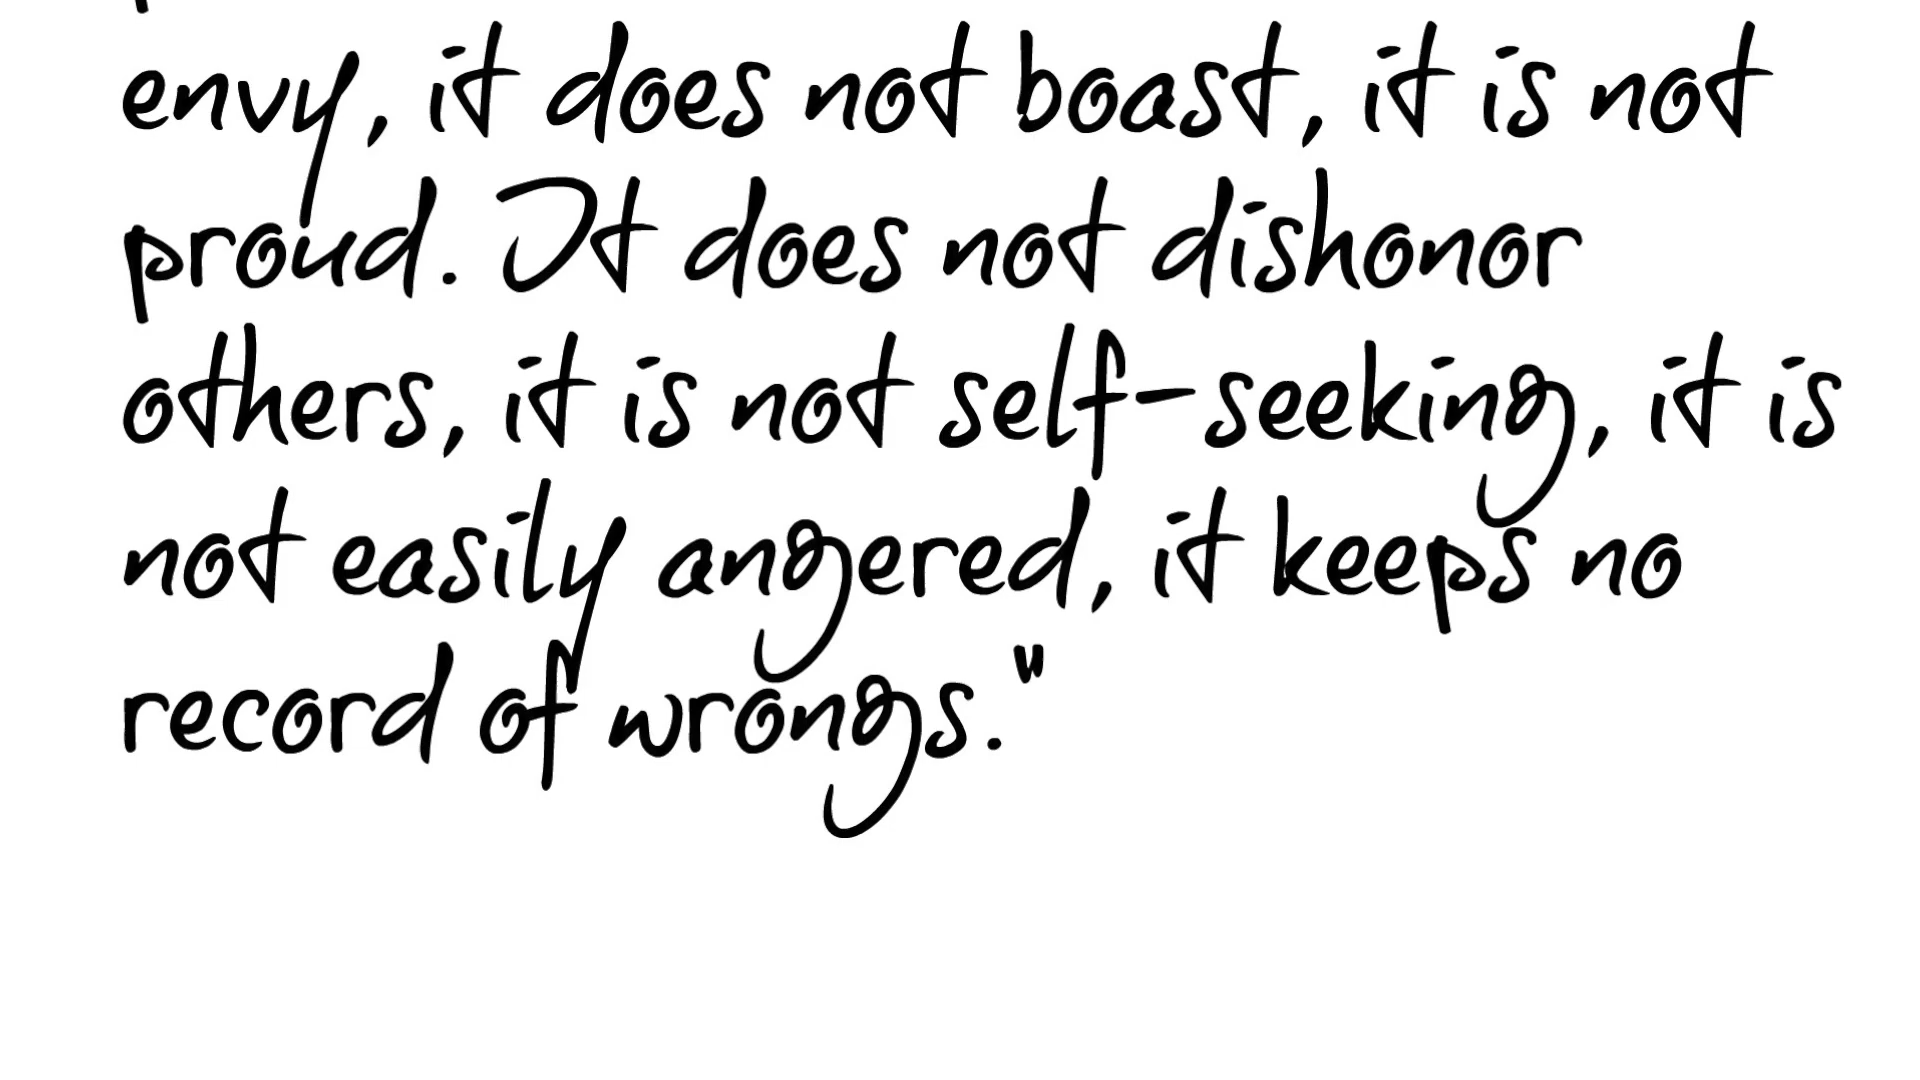 envy, it does not boast, it is not
proud. It does not dishonor
others, it is not self-seeking, it is
not easily angered, it keeps no
record of wrongs."